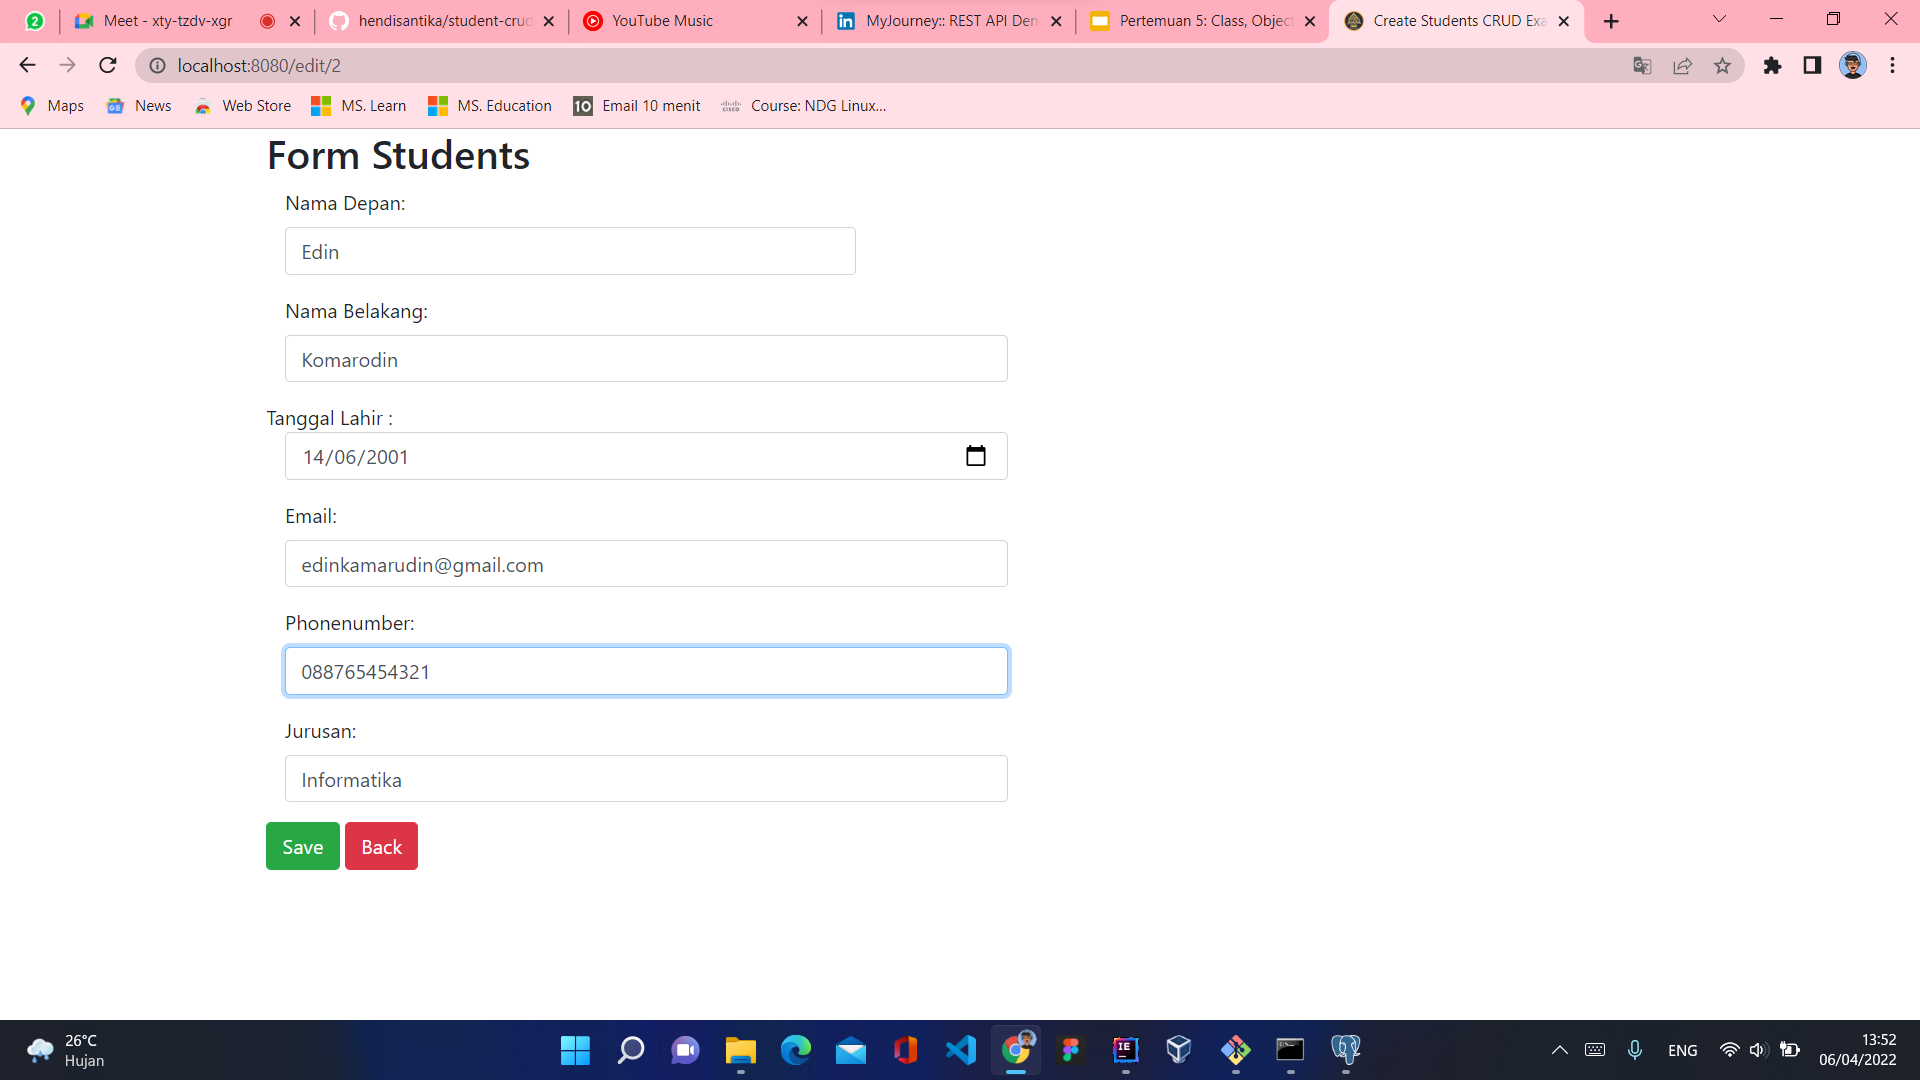 2
Meet - xty-tzdv-xgr
hendisantika/student-crud
YouTube Music
MyJourney:: REST API Den
Pertemuan 5: Class, Object
Create Students CRUD Exa
localhost:8080/edit/2
Maps
News
Web Store
MS. Learn
MS. Education
10
Email 10 menit
cisco
Course: NDG Linux...
Form Students
Nama Depan:
Edin
Nama Belakang:
Komarodin
Tanggal Lahir :
14/06/2001
Email:
edinkamarudin@gmail.com
Phonenumber:
088765454321
Jurusan:
Informatika
Save
Back
26°C
Hujan
IE
ENG
13:52
06/04/2022